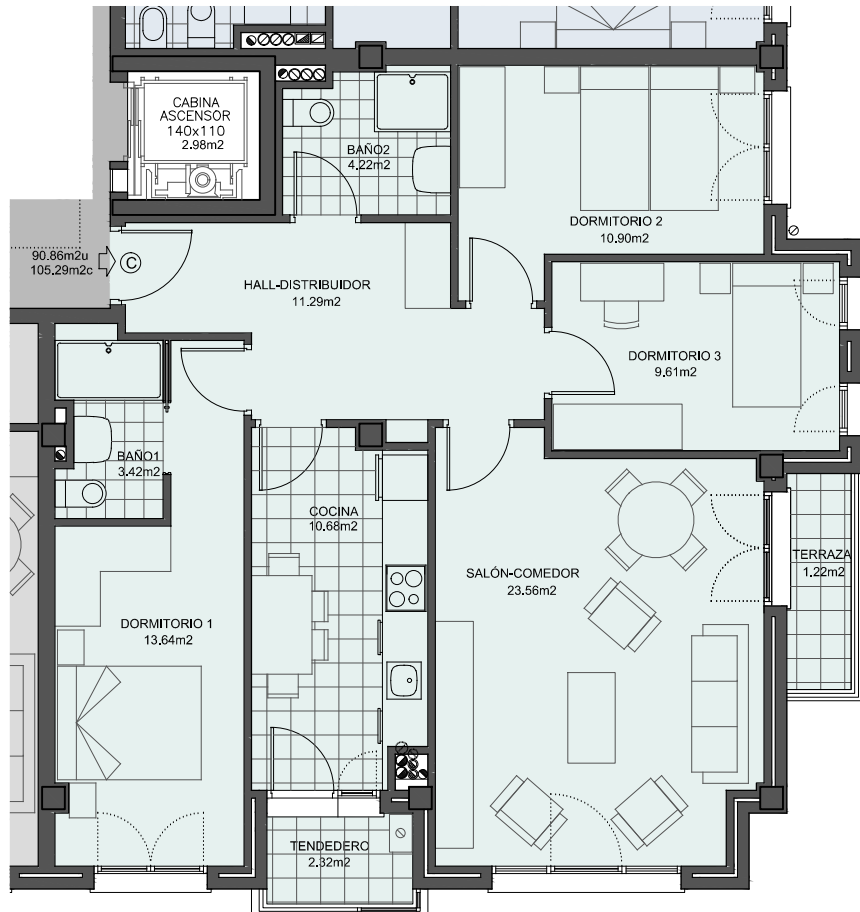 CABINA
ASCENSOR
140x110
2.98m2
BAÑO2
4.22m2
DORMITORIO 2
10.90m2
90.86m2u
105.29m2c
C
HALL-DISTRIBUIDOR
11.29m2
DORMITORIO 3
9.61m2
BAÑO1
3.42m2
COCINA
10.68m2
SALÓN-COMEDOR
23.56m2
TERRAZA
1.22m2
DORMITORIO 1
13.64m2
TENDEDERO
2.32m2